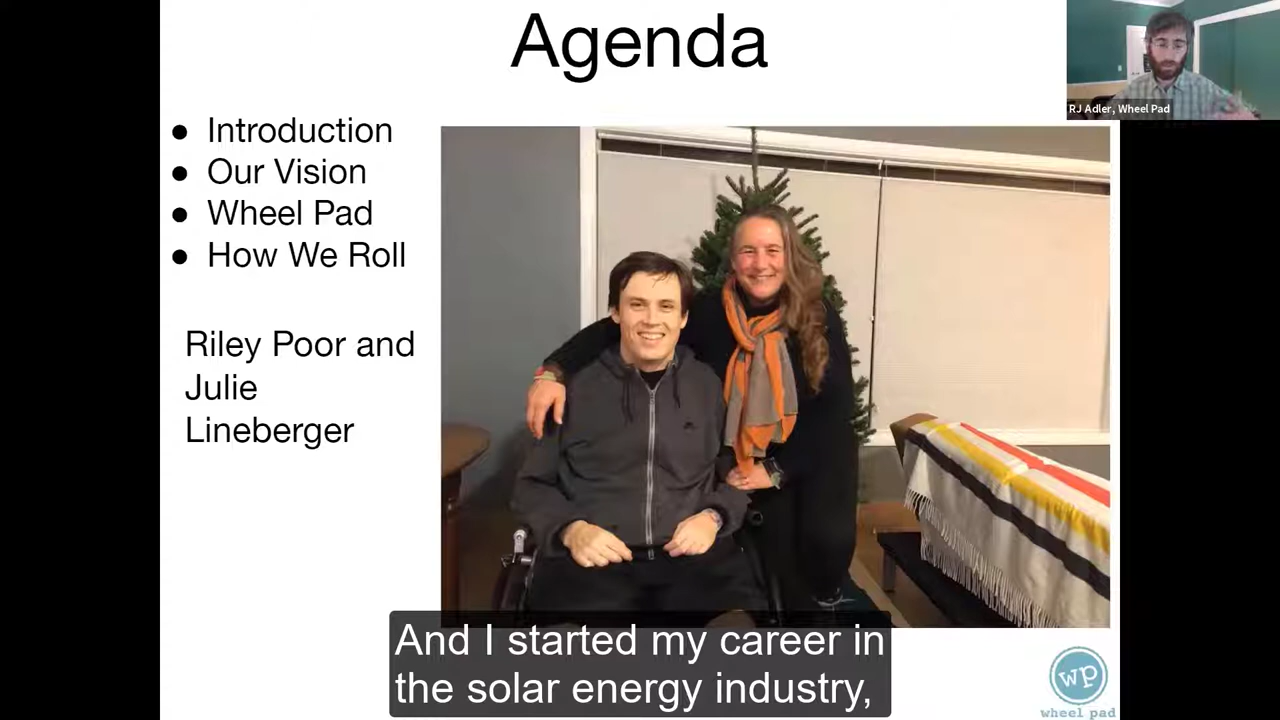 Agenda
RJ Adler, Wheel Pad
● Introduction
● Our Vision
● Wheel Pad
● How We Roll
Riley Poor and
Julie
Lineberger
And I started my career in
the solar energy industry,
wp
wheel pad